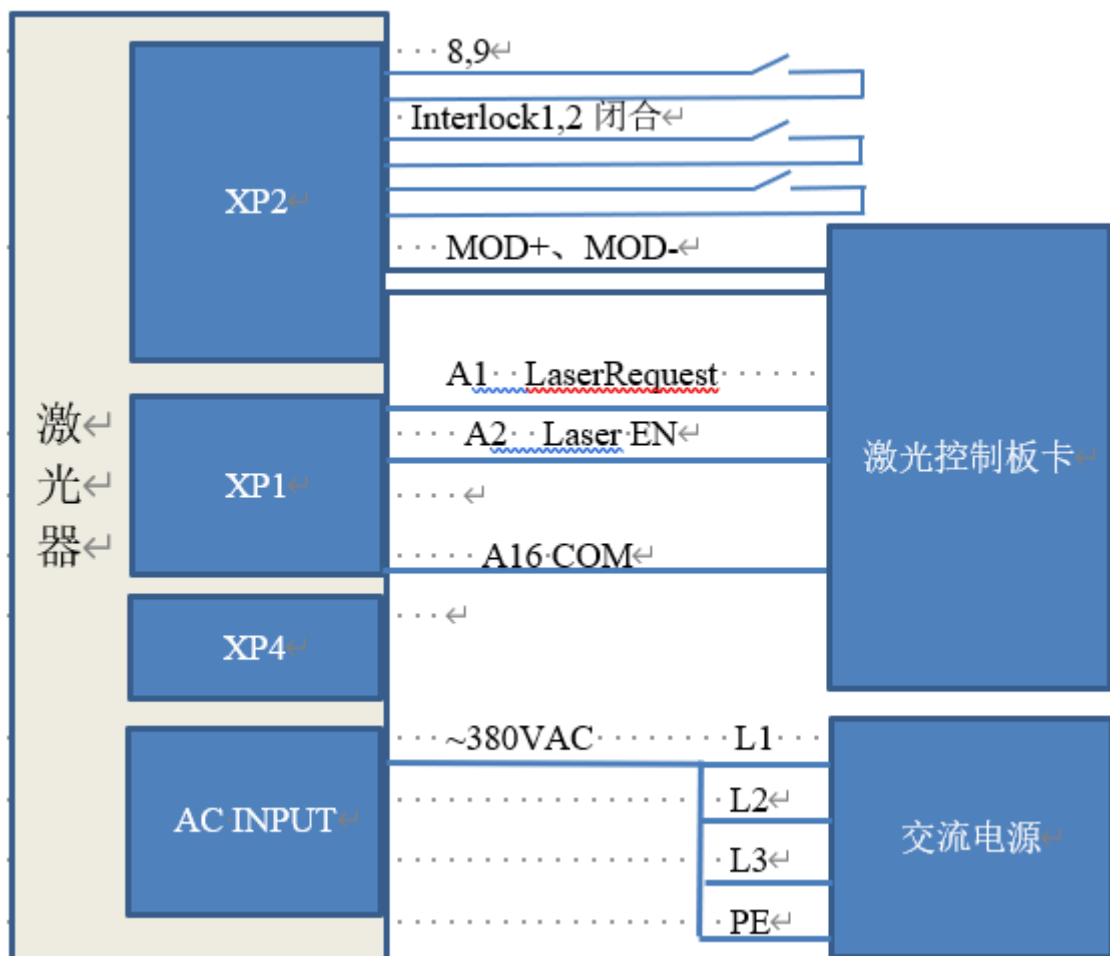 8,9
Interlock1,2 闭合
XP2
MOD+、MOD-
A1 LaserRequest
A2 Laser EN
激
光
器
XP1
激光控制板卡
A16 COM
XP4
~380VAC L1
L2
AC INPUT
交流电源
L3
PE